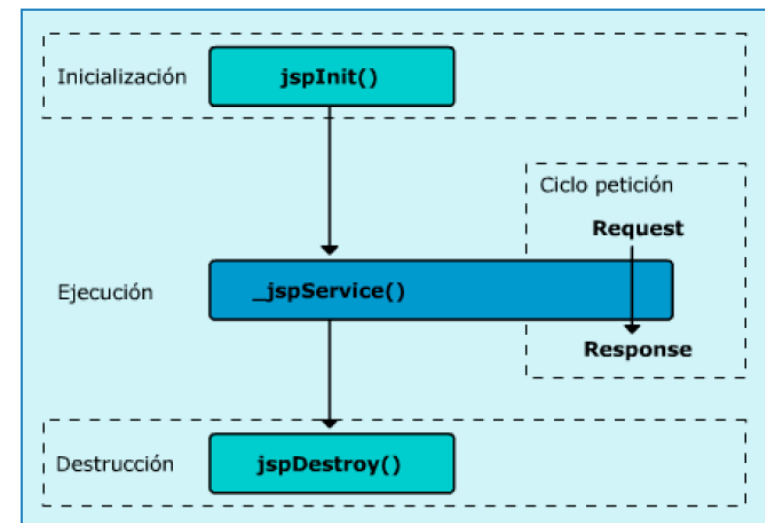 Inicialización
jspInit()
Ciclo petición
Request
Ejecución
_jspService()
Response
Destrucción
jspDestroy()